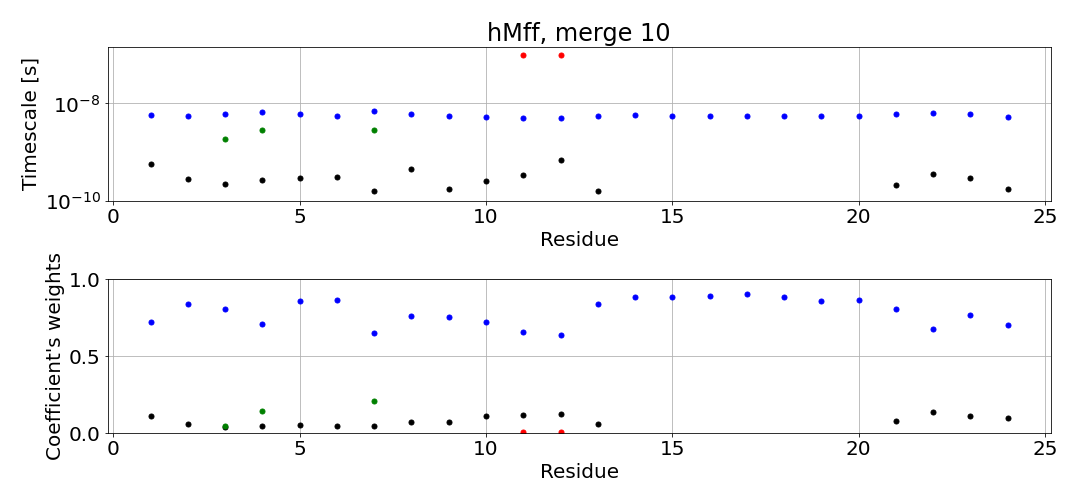 hMff, merge 10
Timescale [s]
10⁻⁸
10⁻¹⁰
0 5 10 15 20 25
Residue
Coefficient's weights
1.0
0.5
0.0
0 5 10 15 20 25
Residue